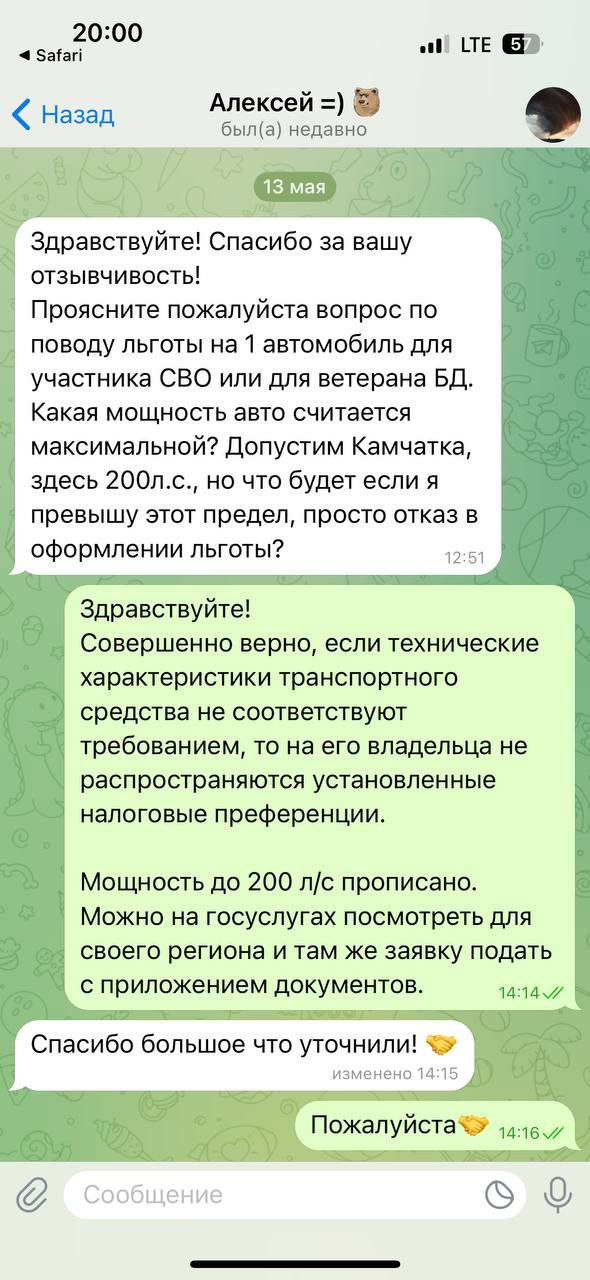 20:00
◀ Safari
LTE
57
Назад
Алексей =) 🐻
был(а) недавно
13 мая
Здравствуйте! Спасибо за вашу
отзывчивость!
Проясните пожалуйста вопрос по
поводу льготы на 1 автомобиль для
участника СВО или для ветерана БД.
Какая мощность авто считается
максимальной? Допустим Камчатка,
здесь 200л.с., но что будет если я
превышу этот предел, просто отказ в
оформлении льготы?
12:51
Здравствуйте!
Совершенно верно, если технические
характеристики транспортного
средства не соответствуют
требованием, то на его владельца не
распространяются установленные
налоговые преференции.
Мощность до 200 л/с прописано.
Можно на госуслугах посмотреть для
своего региона и там же заявку подать
с приложением документов.
14:14
Спасибо большое что уточнили! 🤝
изменено 14:15
Пожалуйста🤝
14:16
Сообщение